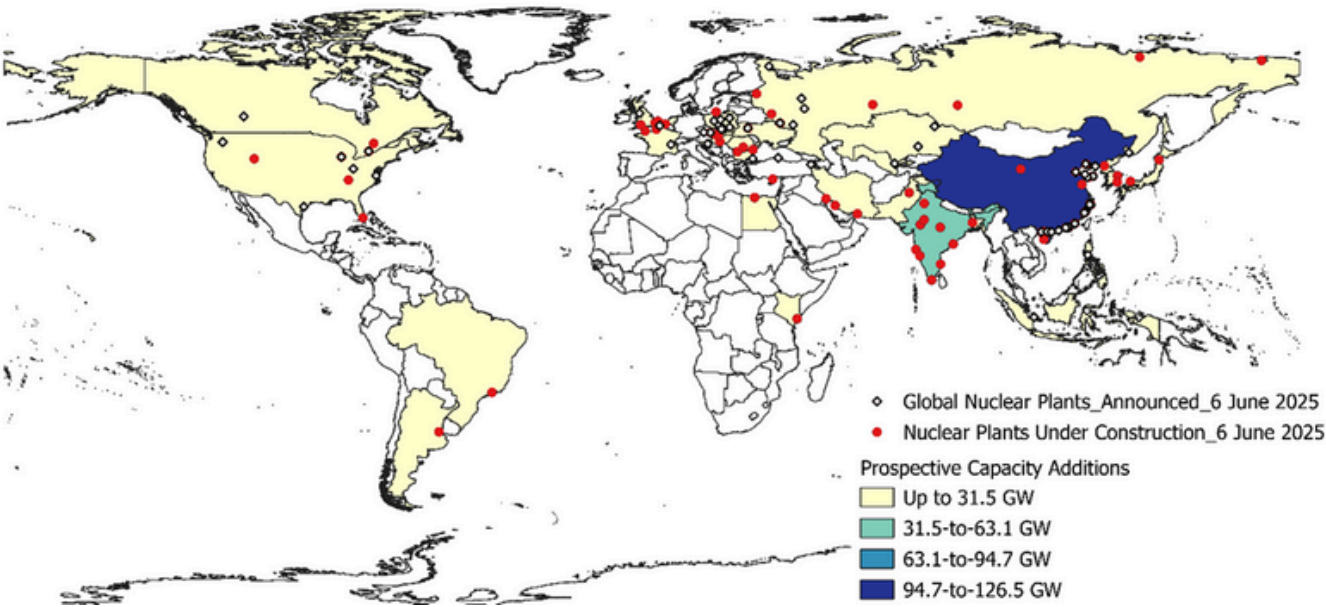 Global Nuclear Plants_Announced_6 June 2025
Nuclear Plants Under Construction_6 June 2025
Prospective Capacity Additions
Up to 31.5 GW
31.5-to-63.1 GW
63.1-to-94.7 GW
94.7-to-126.5 GW